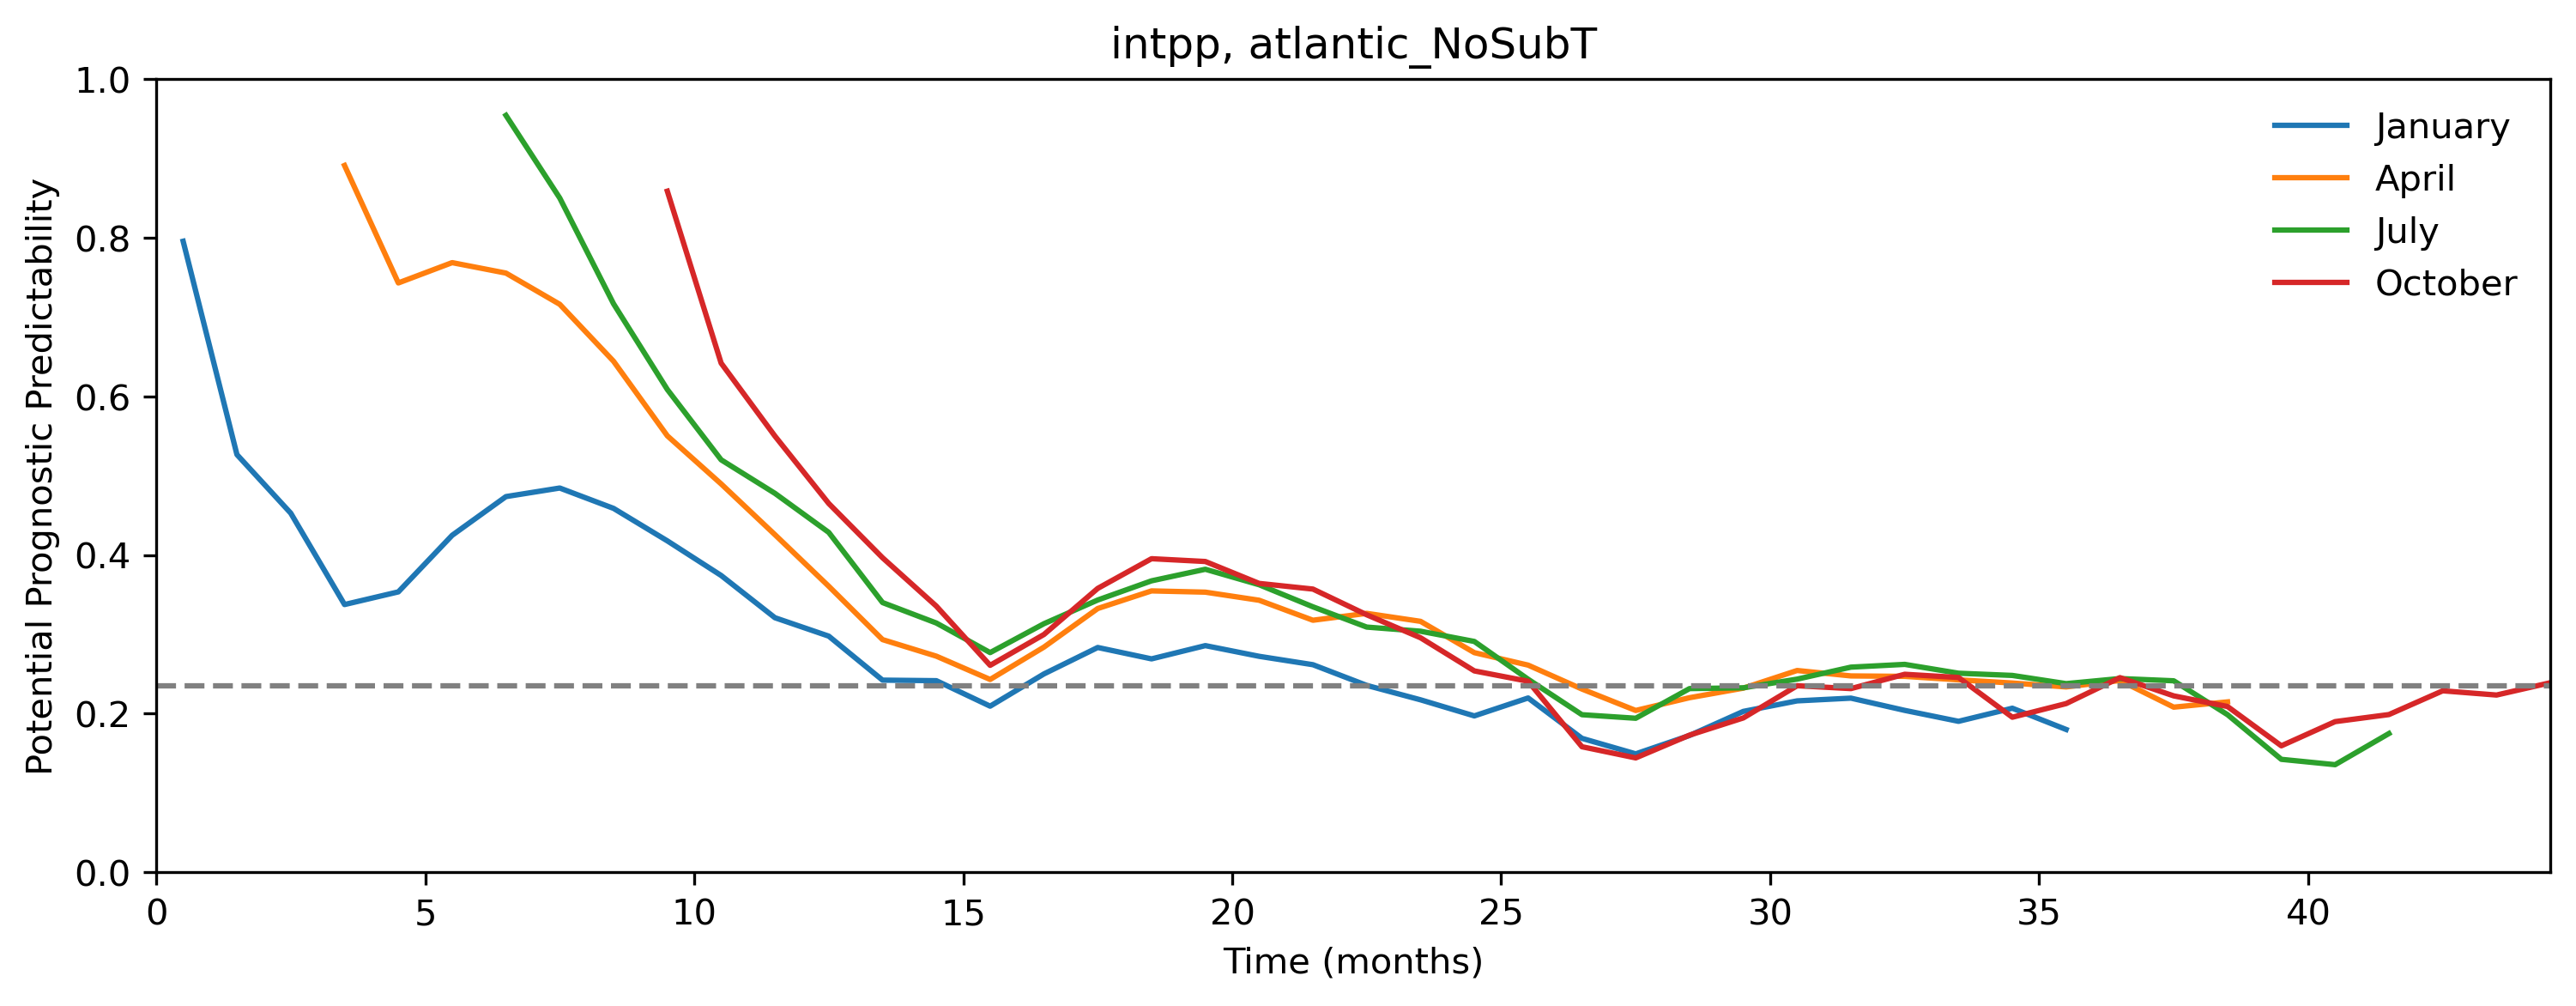 intpp, atlantic_NoSubT
Potential Prognostic Predictability
1.0
0.8
0.6
0.4
0.2
0.0
January
April
July
October
0 5 10 15 20 25 30 35 40
Time (months)